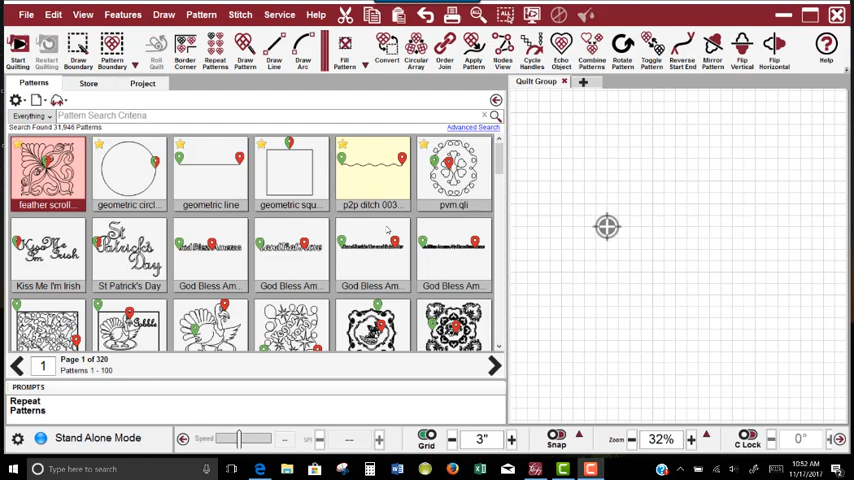 File Edit View Features Draw Pattern Stitch Service Help
Start Quilting
Restart Quilting
Draw Boundary
Pattern Boundary
Roll Quilt
Border Corner
Repeat Patterns
Draw Pattern
Draw Line
Draw Arc
Fill Pattern
Convert
Circular Array
Order Join
Apply Pattern
Nodes View
Cycle Handles
Echo Object
Combine Patterns
Rotate Pattern
Toggle Pattern
Reverse Start End
Mirror Pattern
Flip Vertical
Flip Horizontal
Help
Patterns Store Project
Quilt Group
Everything Pattern Search Criteria
Search Found 31,946 Patterns Advanced Search
feather scroll... geometric circl... geometric line geometric squ... p2p ditch 003... pvm.qli
Kiss Me I'm Irish
St Patrick's Day
God Bless America
Kiss Me I'm Irish St Patrick's Day God Bless Am... God Bless Am... God Bless Am... God Bless Am...
Gobble
1
Page 1 of 320
Patterns 1 - 100
PROMPTS
Repeat
Patterns
Stand Alone Mode Speed -- SPI -- Grid 3" Snap Zoom 32% C Lock 0°
Type here to search
10:52 AM
11/17/2017